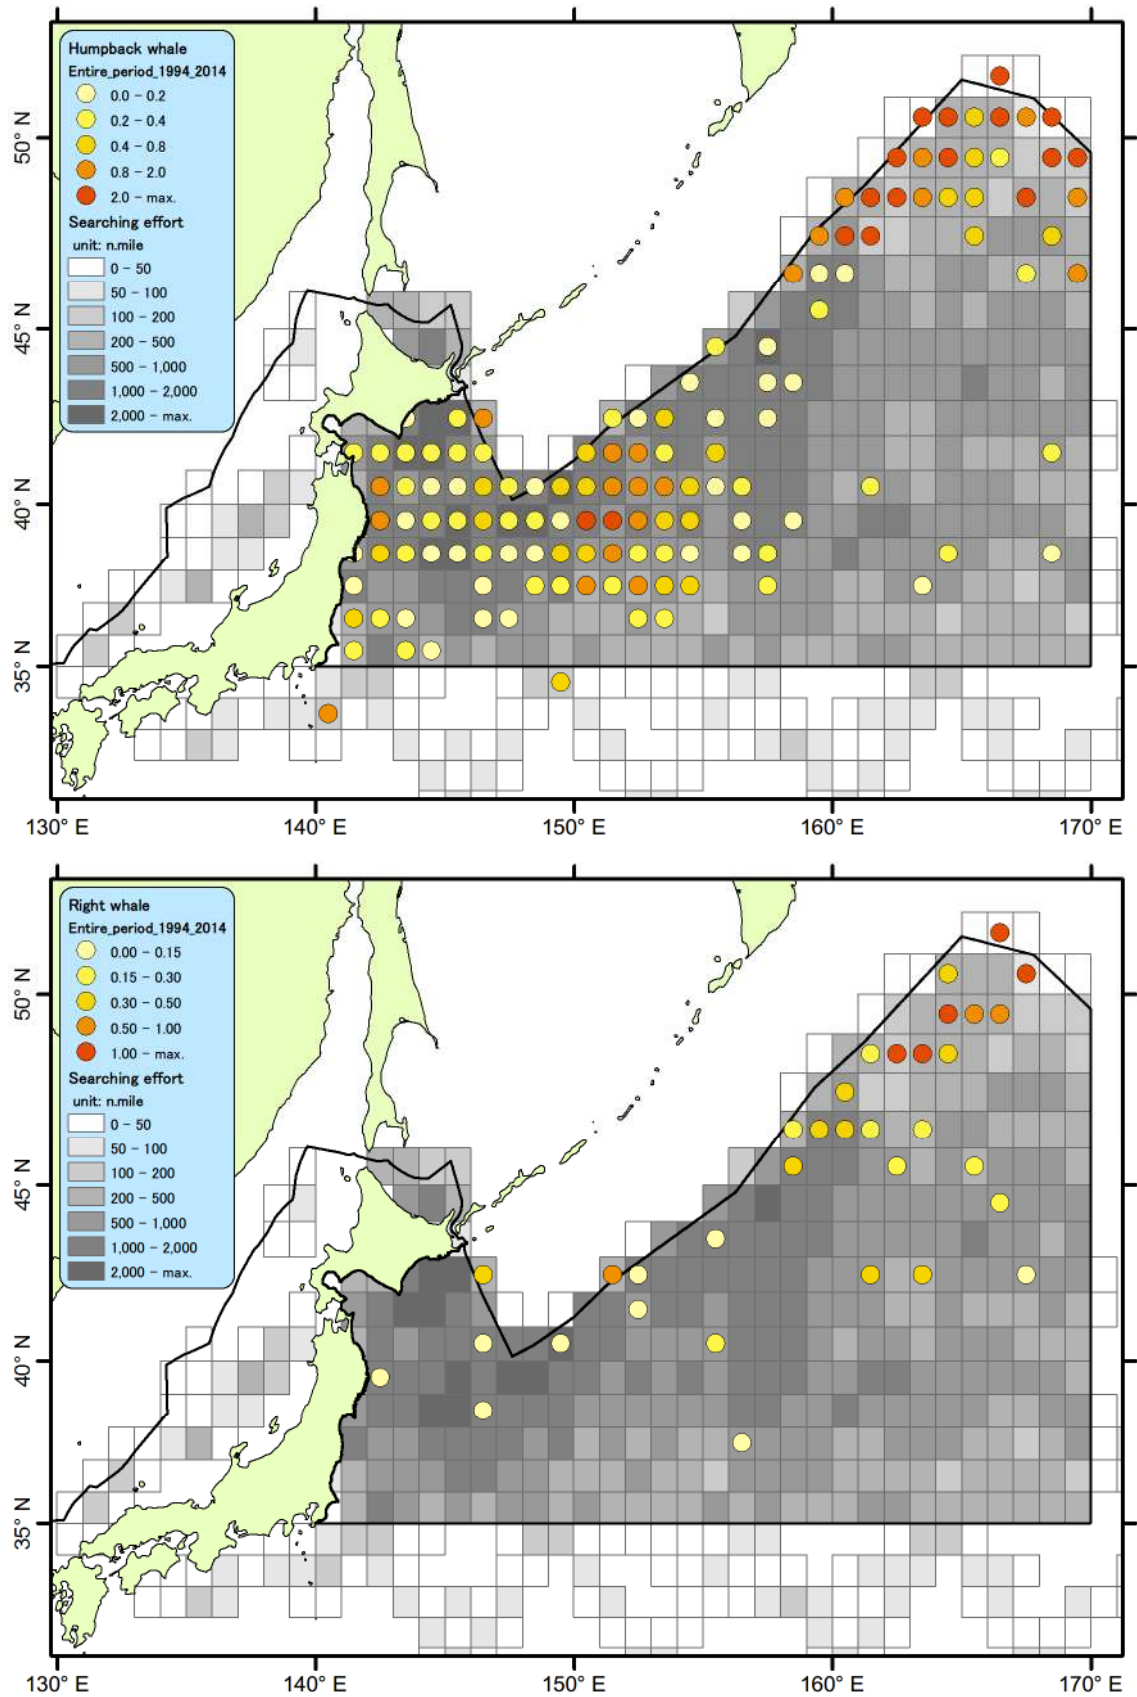 Humpback whale
Entire_period_1994_2014
0.0 - 0.2
0.2 - 0.4
0.4 - 0.8
0.8 - 2.0
2.0 - max.
Searching effort
unit: n.mile
0 - 50
50 - 100
100 - 200
200 - 500
500 - 1,000
1,000 - 2,000
2,000 - max.
50° N
45° N
40° N
35° N
130° E
140° E
150° E
160° E
170° E
Right whale
Entire_period_1994_2014
0.00 - 0.15
0.15 - 0.30
0.30 - 0.50
0.50 - 1.00
1.00 - max.
Searching effort
unit: n.mile
0 - 50
50 - 100
100 - 200
200 - 500
500 - 1,000
1,000 - 2,000
2,000 - max.
50° N
45° N
40° N
35° N
130° E
140° E
150° E
160° E
170° E